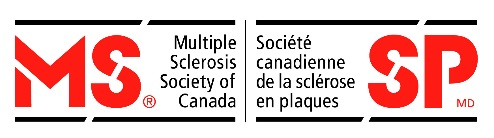 MS®
Multiple
Sclerosis
Society of
Canada
Société
canadienne
de la sclérose
en plaques
SP MD